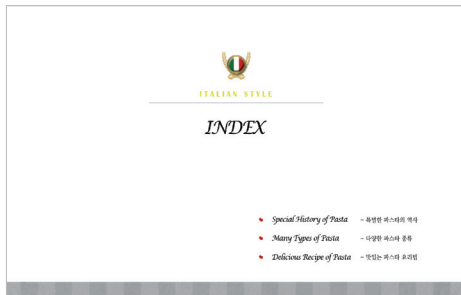 ITALIAN STYLE
INDEX
Special History of Pasta – 특별한 파스타의 역사
Many Types of Pasta – 다양한 파스타 종류
Delicious Recipe of Pasta – 맛있는 파스타 요리법